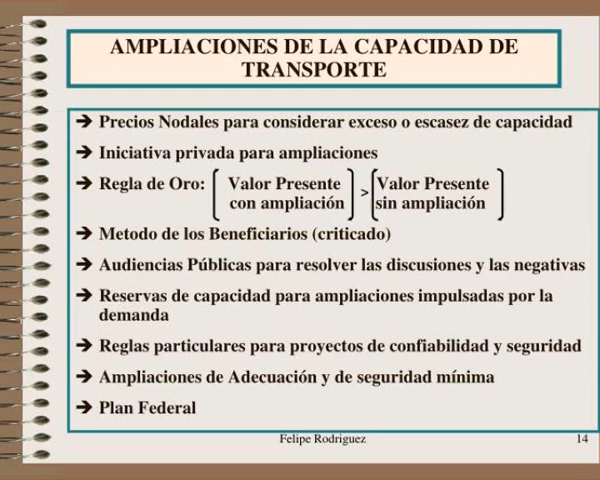 AMPLIACIONES DE LA CAPACIDAD DE
TRANSPORTE
➔ Precios Nodales para considerar exceso o escasez de capacidad
➔ Iniciativa privada para ampliaciones
➔ Regla de Oro: [Valor Presente con ampliación] > [Valor Presente sin ampliación]
➔ Metodo de los Beneficiarios (criticado)
➔ Audiencias Públicas para resolver las discusiones y las negativas
➔ Reservas de capacidad para ampliaciones impulsadas por la
demanda
➔ Reglas particulares para proyectos de confiabilidad y seguridad
➔ Ampliaciones de Adecuación y de seguridad mínima
➔ Plan Federal
Felipe Rodriguez 14